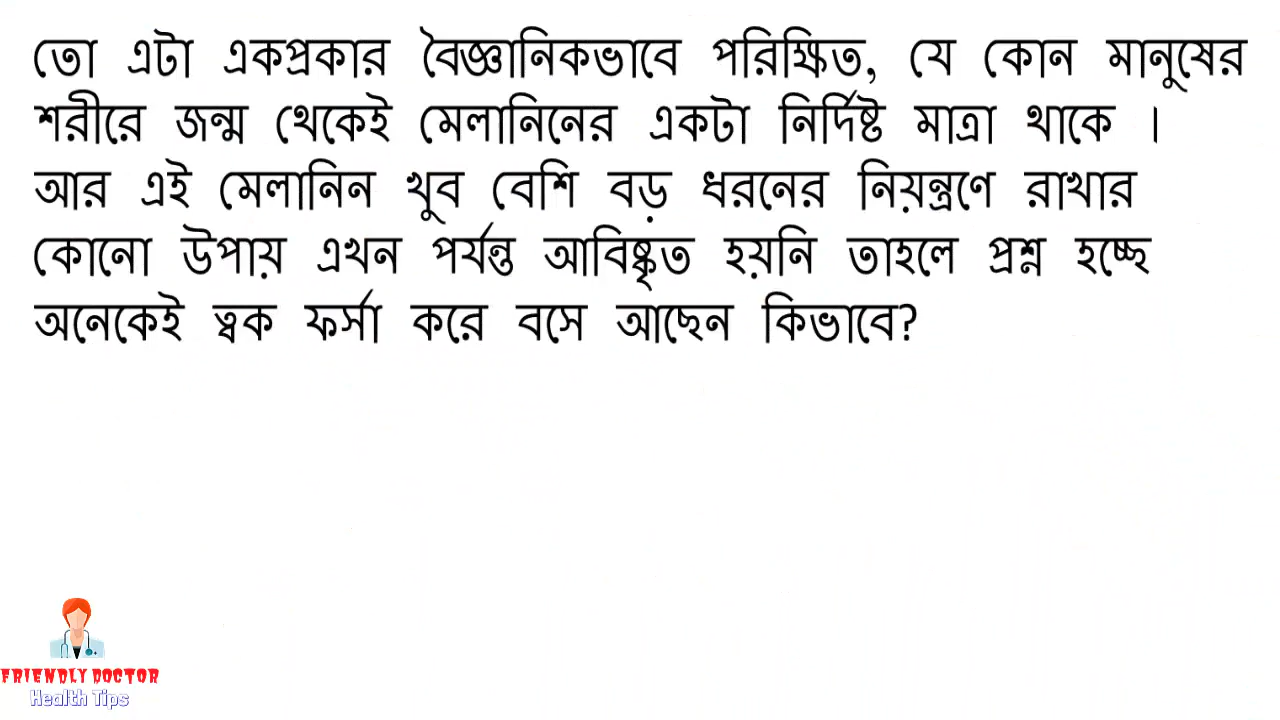 তো এটা একপ্রকার বৈজ্ঞানিকভাবে পরিক্ষিত, যে কোন মানুষের
শরীরে জন্ম থেকেই মেলানিনের একটা নির্দিষ্ট মাত্রা থাকে ।
আর এই মেলানিন খুব বেশি বড় ধরনের নিয়ন্ত্রণে রাখার
কোনো উপায় এখন পর্যন্ত আবিষ্কৃত হয়নি তাহলে প্রশ্ন হচ্ছে
অনেকেই ত্বক ফর্সা করে বসে আছেন কিভাবে?
FRIENDLY DOCTOR
Health Tips